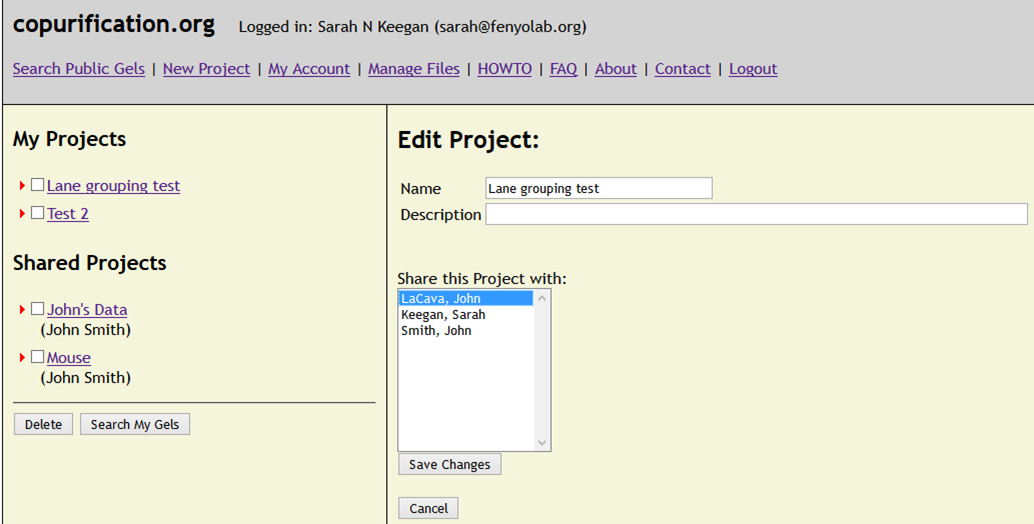 copurification.org Logged in: Sarah N Keegan (sarah@fenyolab.org)
Search Public Gels | New Project | My Account | Manage Files | HOWTO | FAQ | About | Contact | Logout
My Projects
Lane grouping test
Test 2
Shared Projects
John's Data
(John Smith)
Mouse
(John Smith)
Delete Search My Gels
Edit Project:
Name Lane grouping test
Description
Share this Project with:
LaCava, John
Keegan, Sarah
Smith, John
Save Changes
Cancel